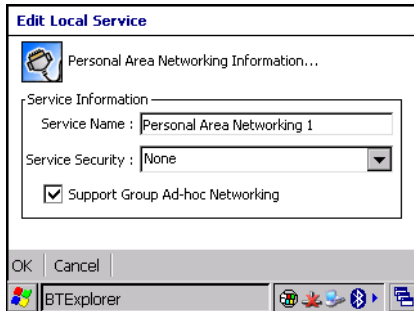 Edit Local Service
Personal Area Networking Information...
Service Information
Service Name : Personal Area Networking 1
Service Security : None
Support Group Ad-hoc Networking
OK Cancel
BTExplorer